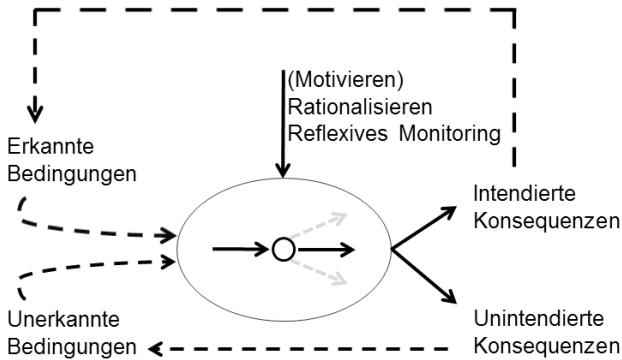 (Motivieren)
Rationalisieren
Reflexives Monitoring
Erkannte
Bedingungen
Intendierte
Konsequenzen
Unerkannte
Bedingungen
Unintendierte
Konsequenzen